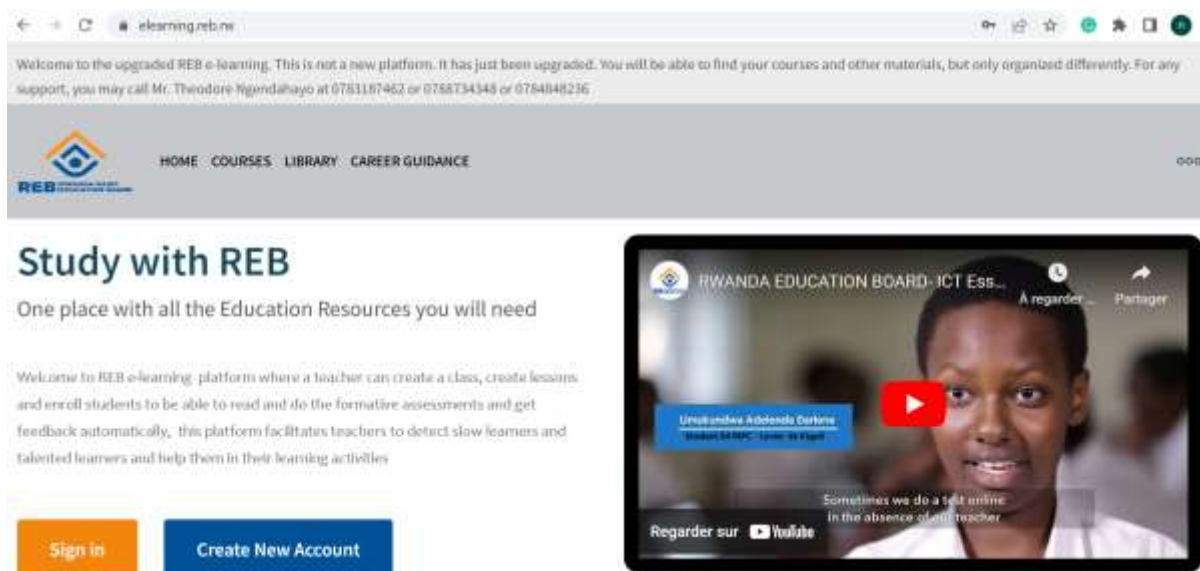 elearning.reb.rw
Welcome to the upgraded REB e-learning. This is not a new platform. It has just been upgraded. You will be able to find your courses and other materials, but only organized differently. For any
support, you may call Mr. Theodore Ngendahayo at 0783187462 or 0788734348 or 0784848236
REB
HOME COURSES LIBRARY CAREER GUIDANCE
Study with REB
One place with all the Education Resources you will need
Welcome to REB e-learning platform where a teacher can create a class, create lessons
and enroll students to be able to read and do the formative assessments and get
feedback automatically, this platform facilitates teachers to detect slow learners and
talented learners and help them in their learning activities
Sign in
Create New Account
RWANDA EDUCATION BOARD- ICT Ess...
À regarder ...
Partager
Umukundwa
Sometimes we do a test online
in the absence of our teacher
Regarder sur YouTube